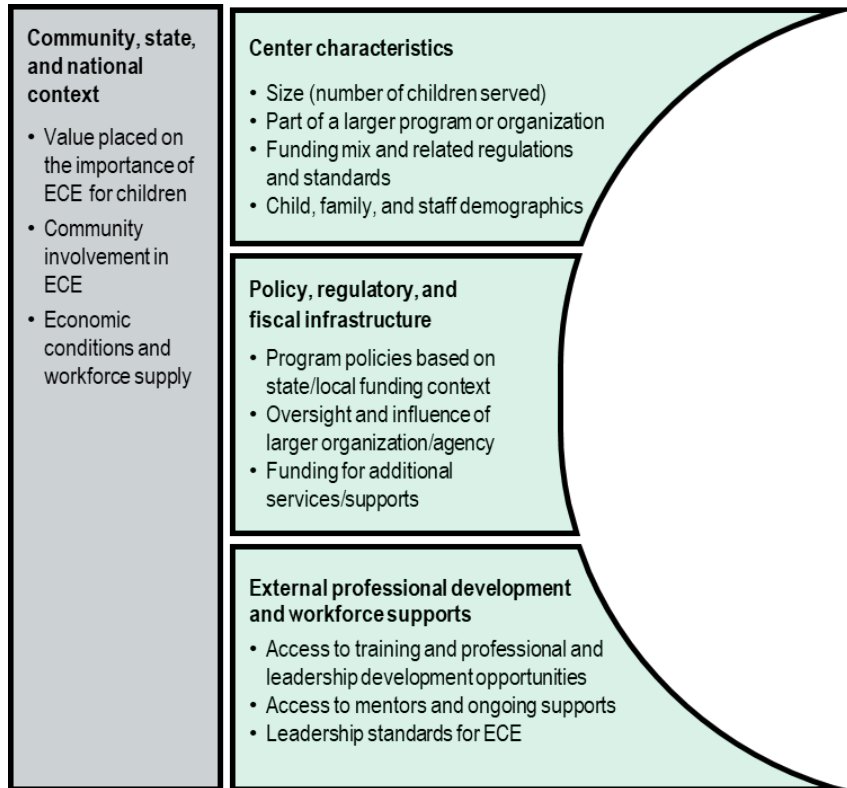 Community, state,
and national
context
• Value placed on
the importance of
ECE for children
• Community
involvement in
ECE
• Economic
conditions and
workforce supply
Center characteristics
• Size (number of children served)
• Part of a larger program or organization
• Funding mix and related regulations
and standards
• Child, family, and staff demographics
Policy, regulatory, and
fiscal infrastructure
• Program policies based on
state/local funding context
• Oversight and influence of
larger organization/agency
• Funding for additional
services/supports
External professional development
and workforce supports
• Access to training and professional and
leadership development opportunities
• Access to mentors and ongoing supports
• Leadership standards for ECE